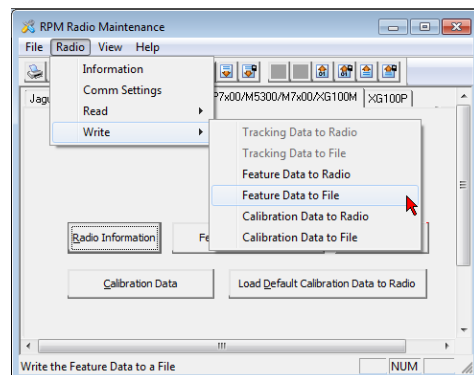 RPM Radio Maintenance
File Radio View Help
Information
Comm Settings
Read
Write
Jagu
P7x00/M5300/M7x00/XG100M
XG100P
Tracking Data to Radio
Tracking Data to File
Feature Data to Radio
Feature Data to File
Calibration Data to Radio
Calibration Data to File
Radio Information
Fe
Calibration Data
Load Default Calibration Data to Radio
Write the Feature Data to a File
NUM